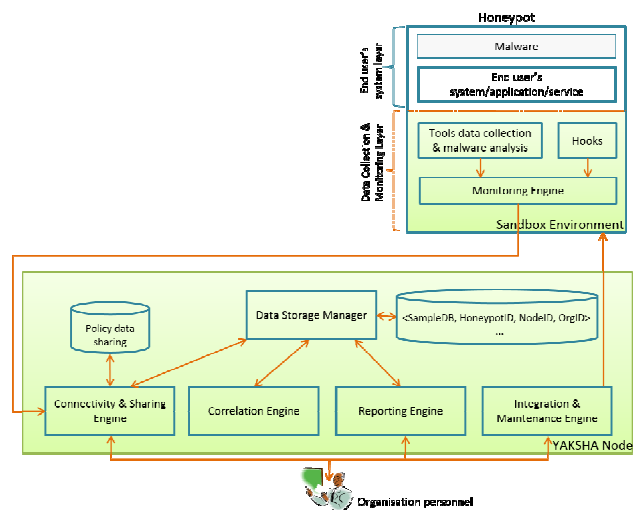 Honeypot
End user's
system layer
Malware
End user's
system/application/service
Data Collection &
Monitoring Layer
Tools data collection
& malware analysis
Hooks
Monitoring Engine
Sandbox Environment
Policy data
sharing
Data Storage Manager
<SampleDB, HoneypotID, NodeID, OrgID>
...
Connectivity & Sharing
Engine
Correlation Engine
Reporting Engine
Integration &
Maintenance Engine
YAKSHA Node
Organisation personnel